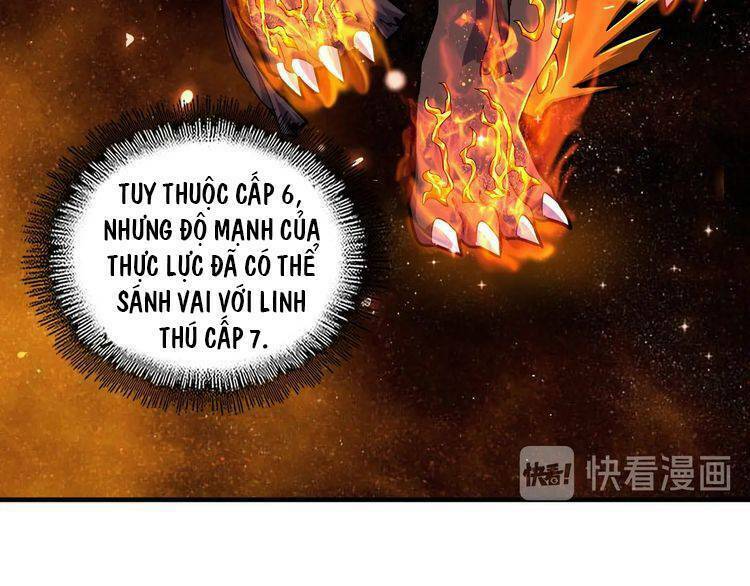 TUY THUỘC CẤP 6,
NHƯNG ĐỘ MẠNH CỦA
THỰC LỰC ĐÃ CÓ THỂ
SÁNH VAI VỚI LINH
THÚ CẤP 7.
快看! 快看漫画